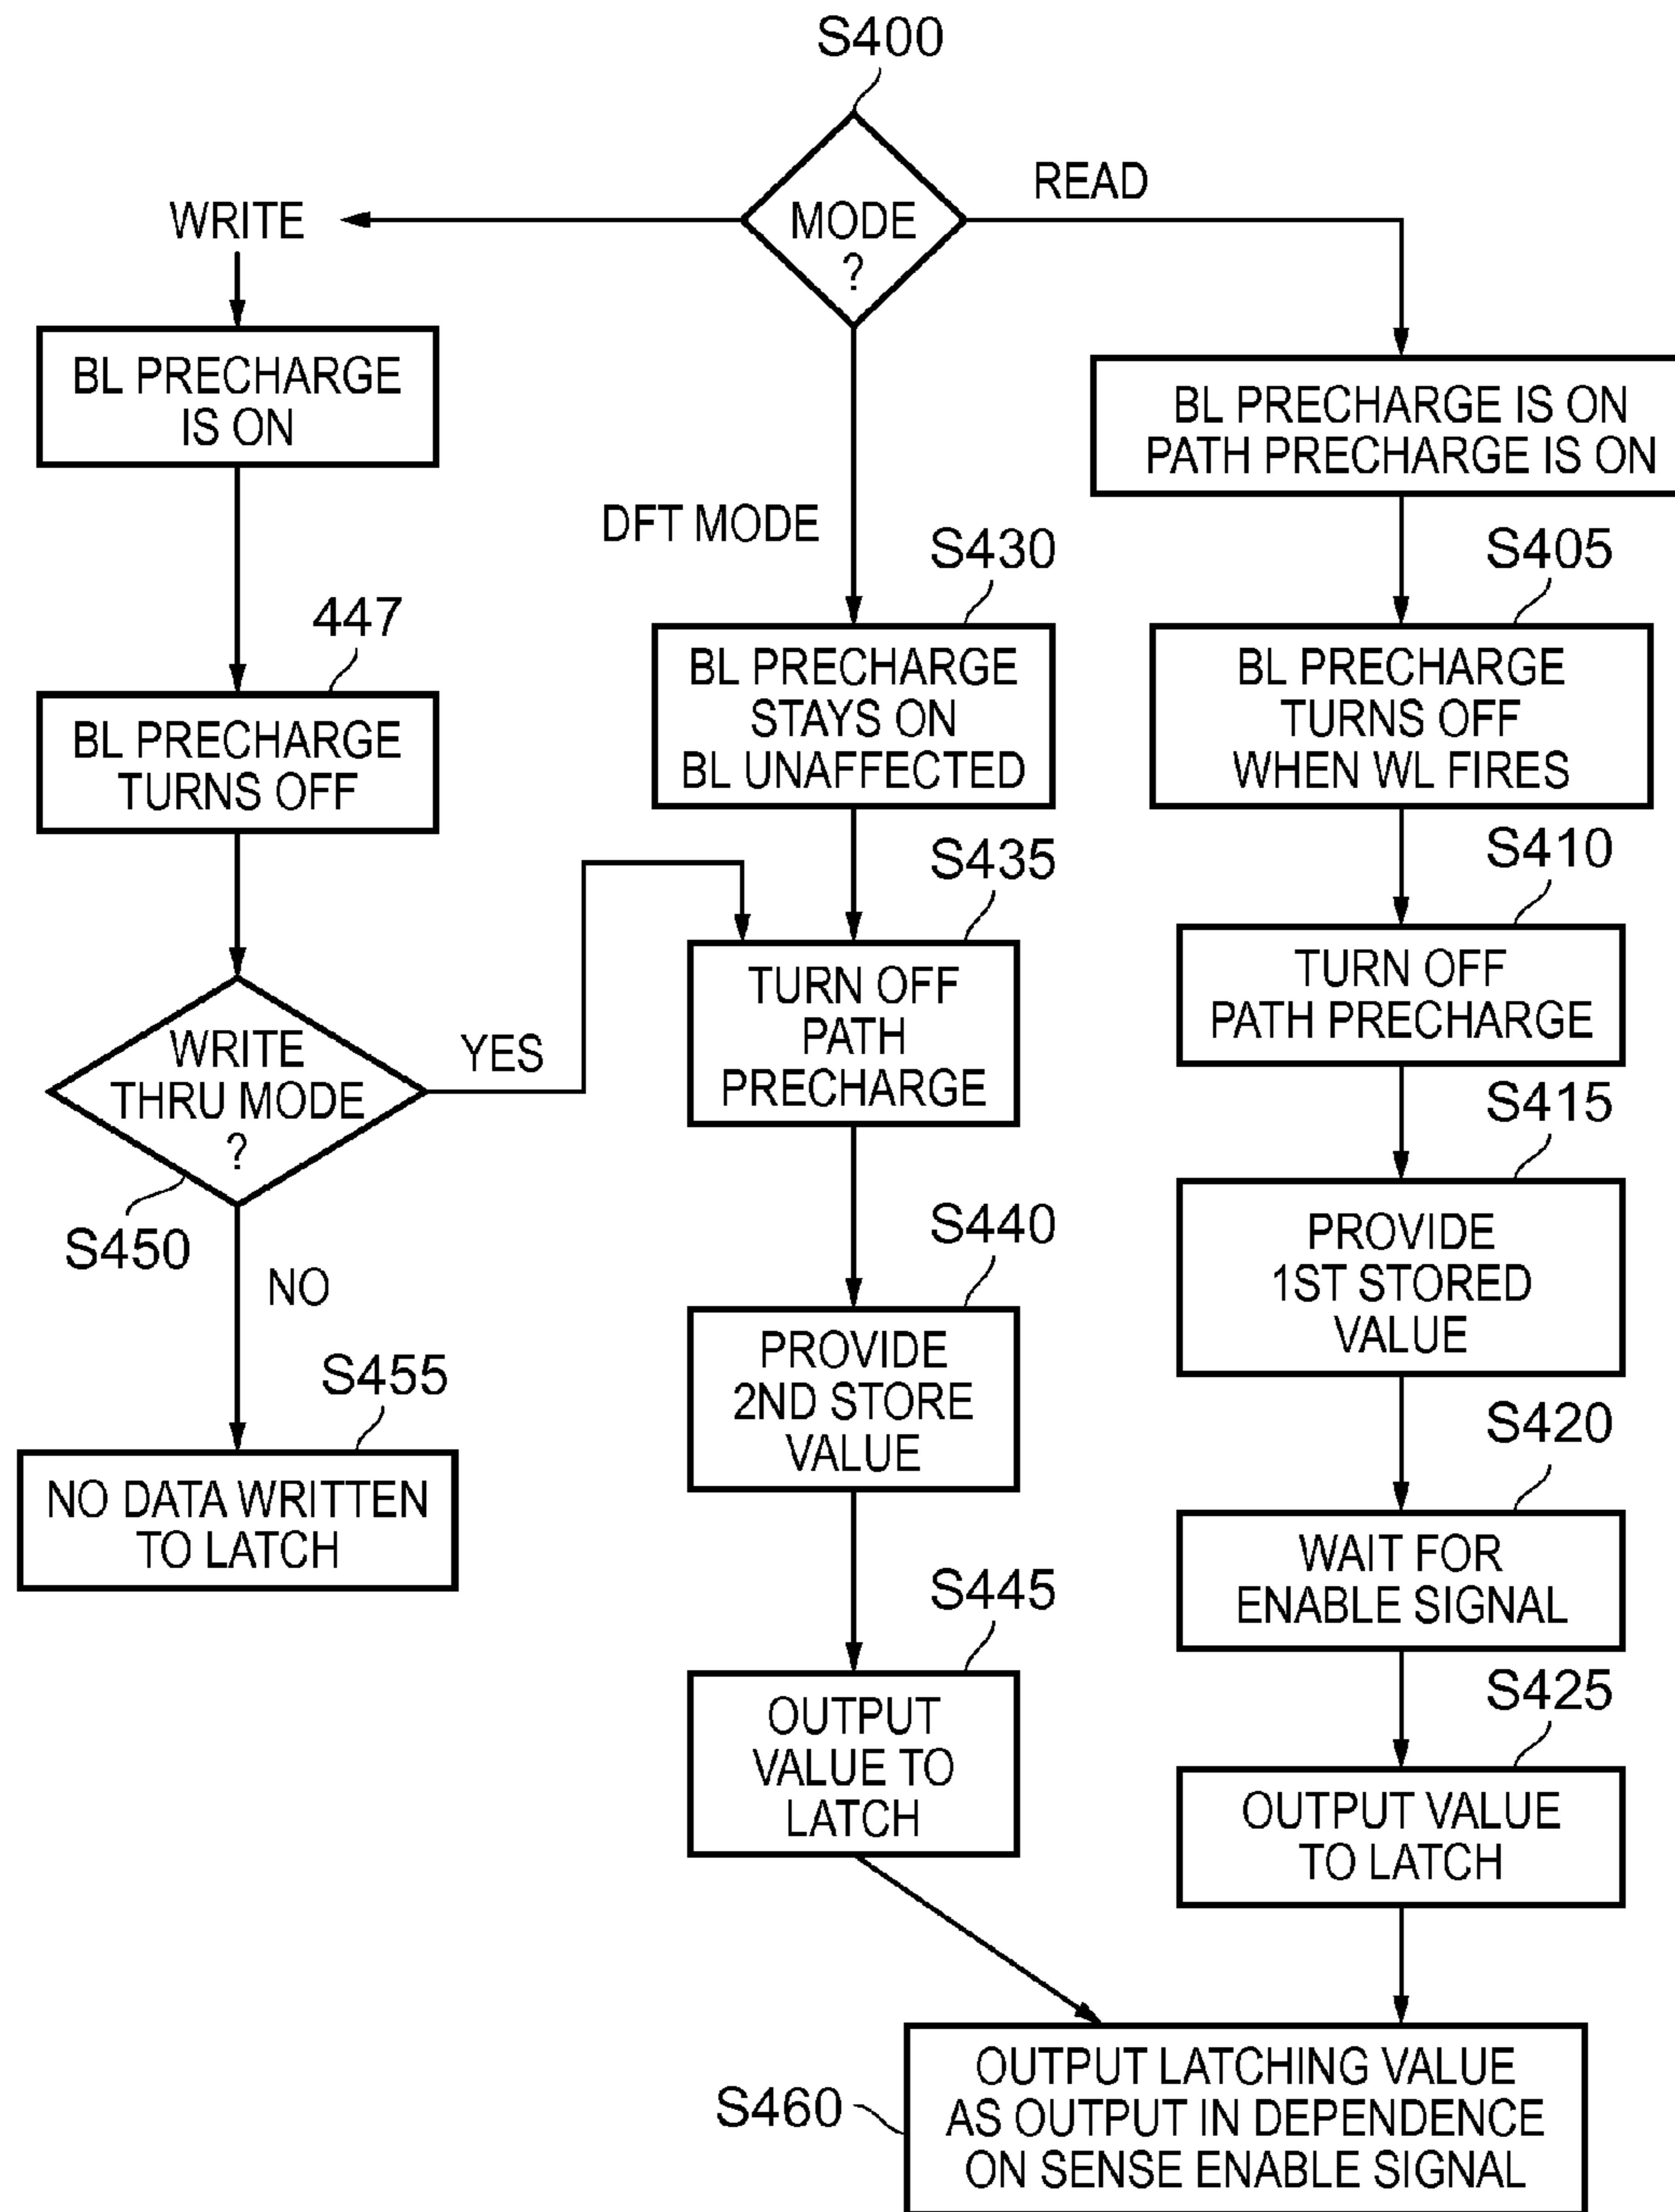 S400
MODE
?
READ
WRITE
BL PRECHARGE
IS ON
BL PRECHARGE IS ON
PATH PRECHARGE IS ON
DFT MODE
447
BL PRECHARGE
TURNS OFF
S430
BL PRECHARGE
STAYS ON
BL UNAFFECTED
S405
BL PRECHARGE
TURNS OFF
WHEN WL FIRES
WRITE
THRU MODE
?
YES
S450
NO
S455
NO DATA WRITTEN
TO LATCH
S435
TURN OFF
PATH
PRECHARGE
S440
PROVIDE
2ND STORE
VALUE
S445
OUTPUT
VALUE TO
LATCH
S410
TURN OFF
PATH PRECHARGE
S415
PROVIDE
1ST STORED
VALUE
S420
WAIT FOR
ENABLE SIGNAL
S425
OUTPUT VALUE
TO LATCH
S460
OUTPUT LATCHING VALUE
AS OUTPUT IN DEPENDENCE
ON SENSE ENABLE SIGNAL